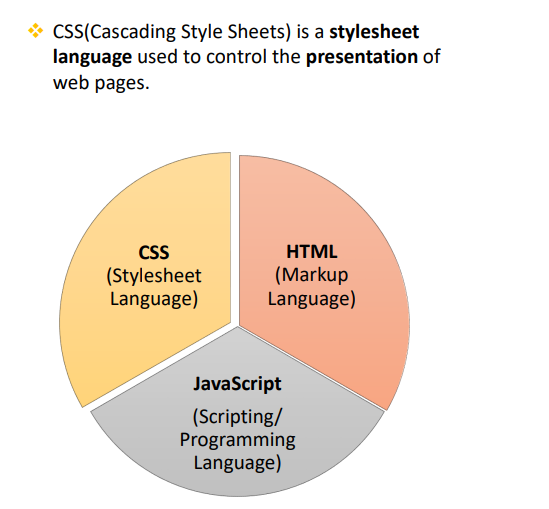 CSS(Cascading Style Sheets) is a stylesheet
language used to control the presentation of
web pages.
CSS
(Stylesheet
Language)
HTML
(Markup
Language)
JavaScript
(Scripting/
Programming
Language)